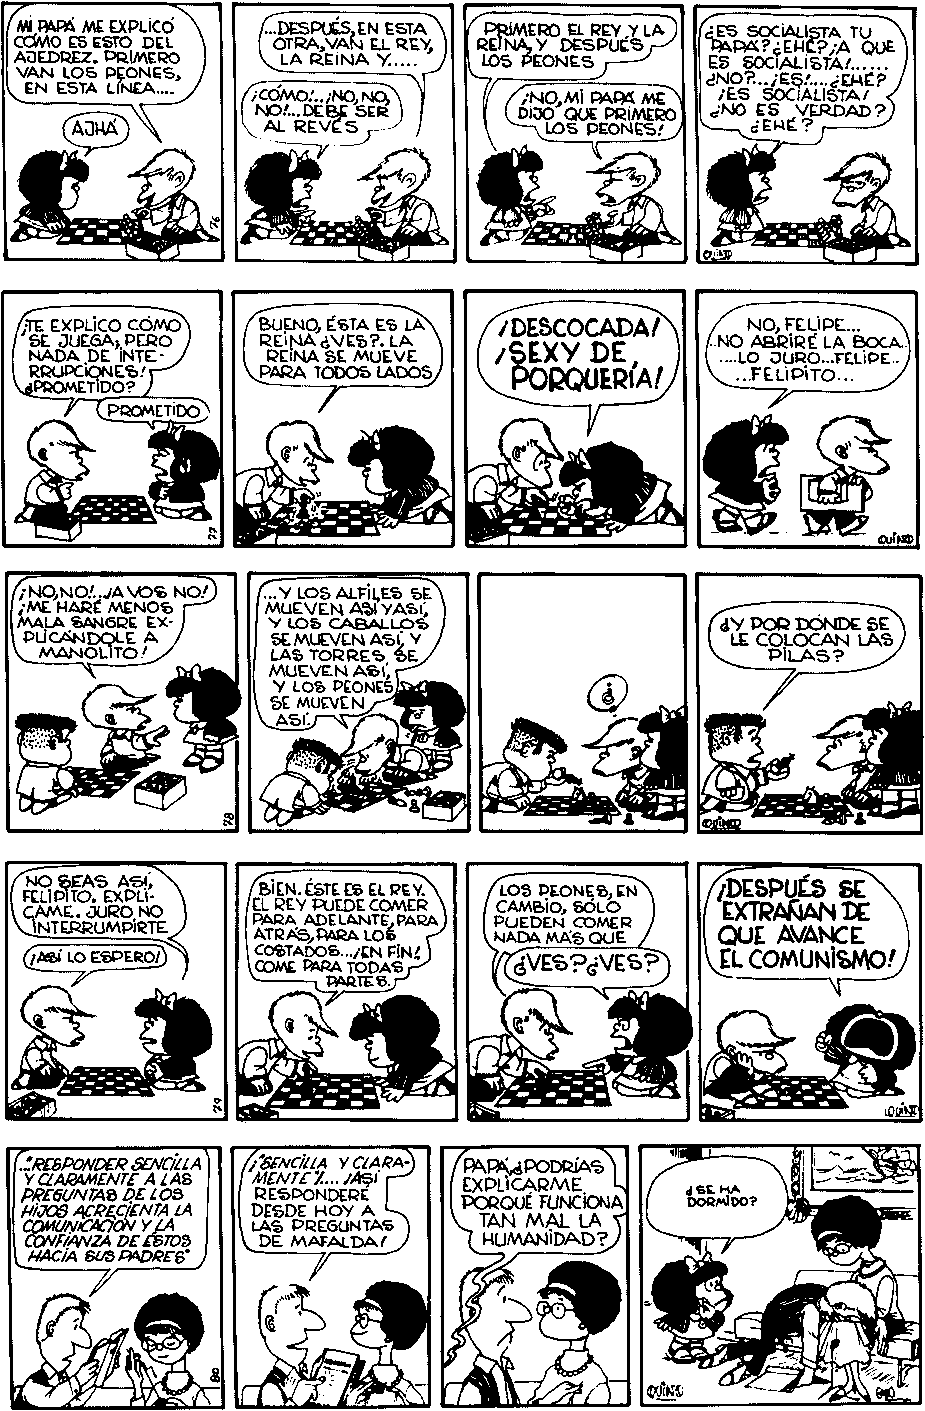 MI PAPÁ ME EXPLICÓ
CÓMO ES ESTO DEL
AJEDREZ. PRIMERO
VAN LOS PEONES,
EN ESTA LÍNEA....
AJHÁ
76
...DESPUÉS, EN ESTA
OTRA, VAN EL REY,
LA REINA Y.....
¡CÓMO!...¡NO, NO,
NO!... DEBE SER
AL REVÉS
PRIMERO EL REY Y LA
REINA, Y DESPUÉS
LOS PEONES
¡NO, MI PAPÁ ME
DIJO QUE PRIMERO
LOS PEONES!
¿ES SOCIALISTA TU
PAPÁ? ¿EHÉ? ¡A QUE
ES SOCIALISTA!......
¿NO?...¡ES!....¿EHÉ?
¡ES SOCIALISTA!
¿NO ES VERDAD?
¿EHÉ?
QUINO
¡TE EXPLICO CÓMO
SE JUEGA, PERO
NADA DE INTE-
RRUPCIONES!
¿PROMETIDO?
PROMETIDO
77
BUENO, ÉSTA ES LA
REINA ¿VES?. LA
REINA SE MUEVE
PARA TODOS LADOS
¡DESCOCADA!
¡SEXY DE
PORQUERÍA!
NO, FELIPE...
..NO ABRIRÉ LA BOCA
....LO JURO...FELIPE..
...FELIPITO...
QUINO
¡NO, NO!...¡A VOS NO!
¡ME HARÉ MENOS
MALA SANGRE EX-
PLICÁNDOLE A
MANOLITO!
78
...Y LOS ALFILES SE
MUEVEN ASÍ Y ASÍ,
Y LOS CABALLOS
SE MUEVEN ASÍ, Y
LAS TORRES SE
MUEVEN ASÍ,
Y LOS PEONES
SE MUEVEN
ASÍ,
¿
¿Y POR DÓNDE SE
LE COLOCAN LAS
PILAS?
QUINO
NO SEAS ASÍ,
FELIPITO. EXPLÍ-
CAME. JURO NO
INTERRUMPIRTE
¡ASÍ LO ESPERO!
79
BIEN. ÉSTE ES EL REY.
EL REY PUEDE COMER
PARA ADELANTE, PARA
ATRÁS, PARA LOS
COSTADOS...¡EN FIN!
COME PARA TODAS
PARTES.
LOS PEONES, EN
CAMBIO, SÓLO
PUEDEN COMER
NADA MÁS QUE
¿VES? ¿VES?
¡DESPUÉS SE
EXTRAÑAN DE
QUE AVANCE
EL COMUNISMO!
QUINO
..."RESPONDER SENCILLA
Y CLARAMENTE A LAS
PREGUNTAS DE LOS
HIJOS ACRECIENTA LA
COMUNICACIÓN Y LA
CONFIANZA DE ESTOS
HACIA SUS PADRES"
80
¡"SENCILLA Y CLARA-
MENTE"!.... ¡ASÍ
RESPONDERÉ
DESDE HOY A
LAS PREGUNTAS
DE MAFALDA!
PAPÁ, ¿PODRÍAS
EXPLICARME
PORQUÉ FUNCIONA
TAN MAL LA
HUMANIDAD?
¿SE HA
DORMIDO?
QUINO